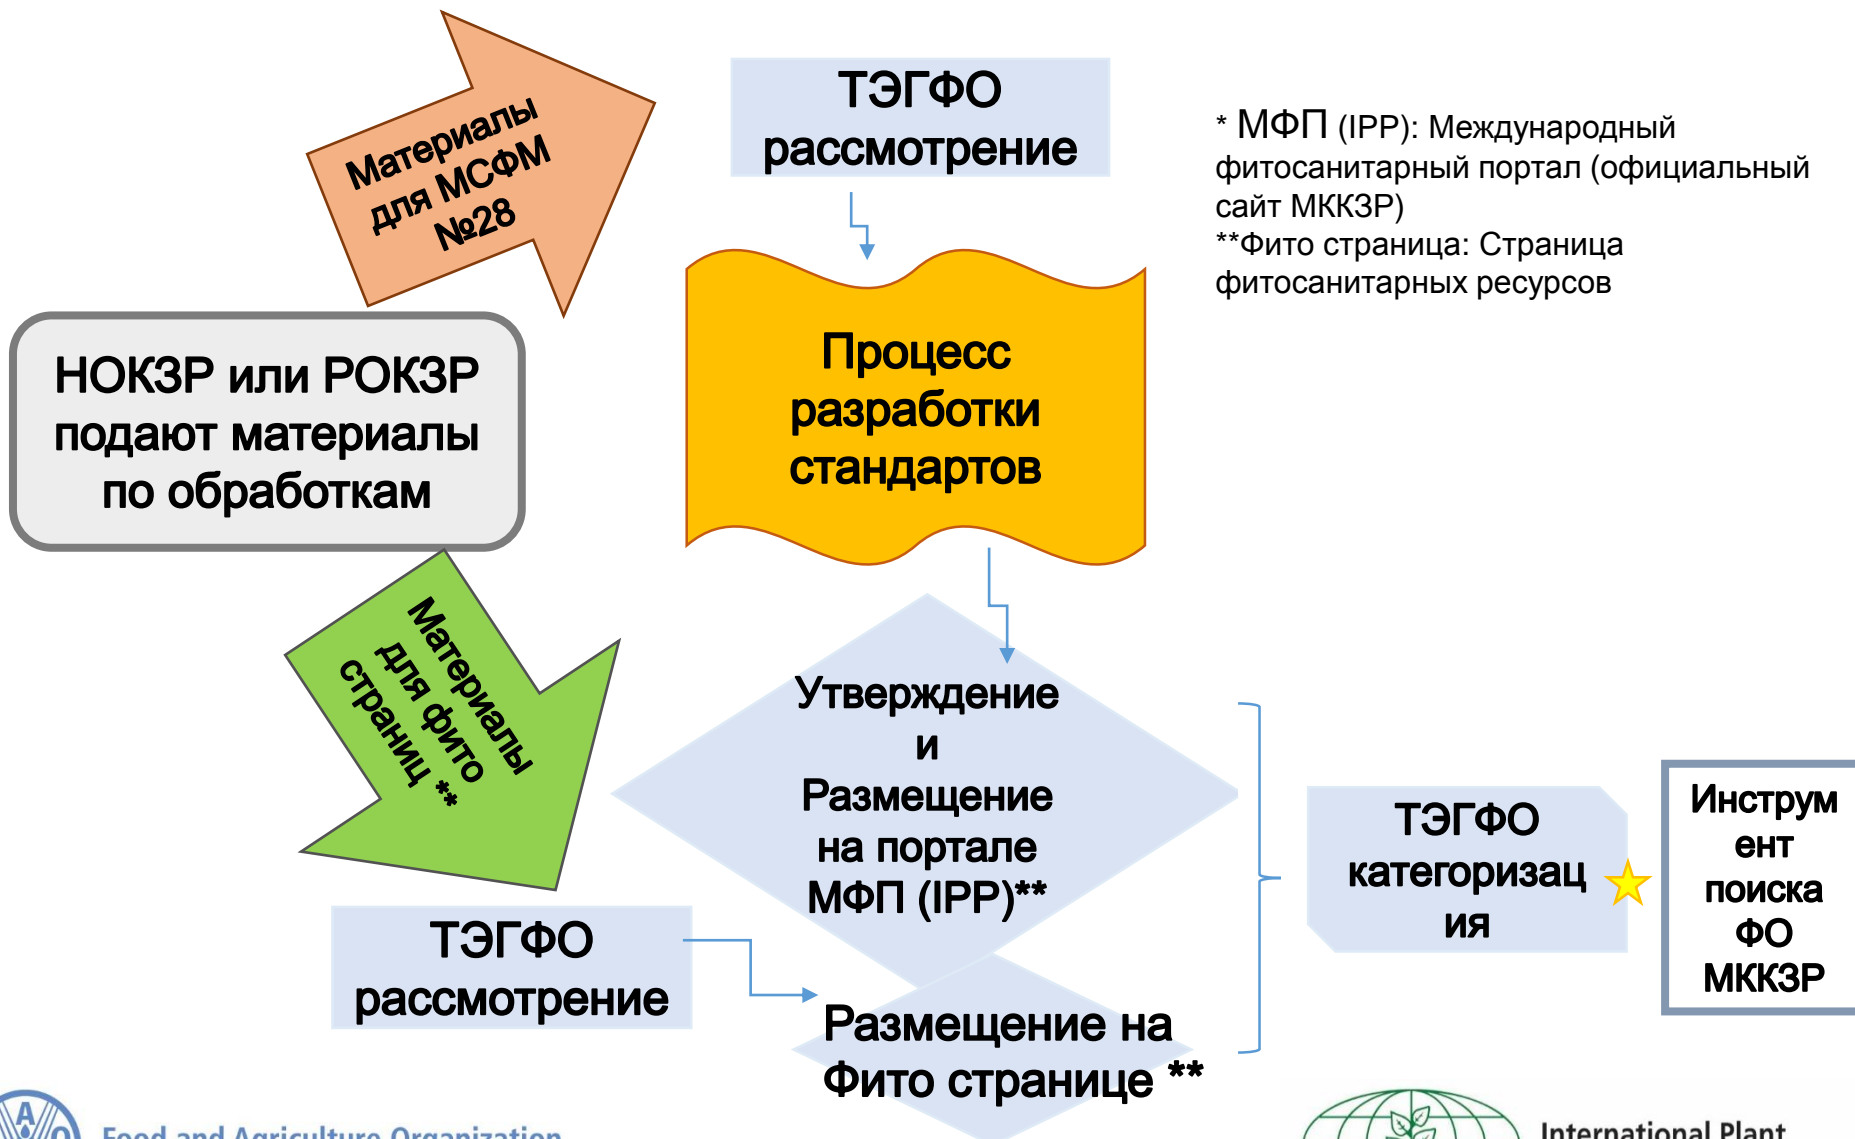 Материалы
для МСФМ
№28
ТЭГФО
рассмотрение
* МФП (IPP): Международный
фитосанитарный портал (официальный
сайт МККЗР)
**Фито страница: Страница
фитосанитарных ресурсов
НОКЗР или РОКЗР
подают материалы
по обработкам
Процесс
разработки
стандартов
Материалы
для фито
страниц **
Утверждение
и
Размещение
на портале
МФП (IPP)**
ТЭГФО
рассмотрение
Размещение на
Фито странице **
ТЭГФО
категоризац
ия
Инструм
ент
поиска
ФО
МККЗР
Food and Agriculture Organization
International Plant